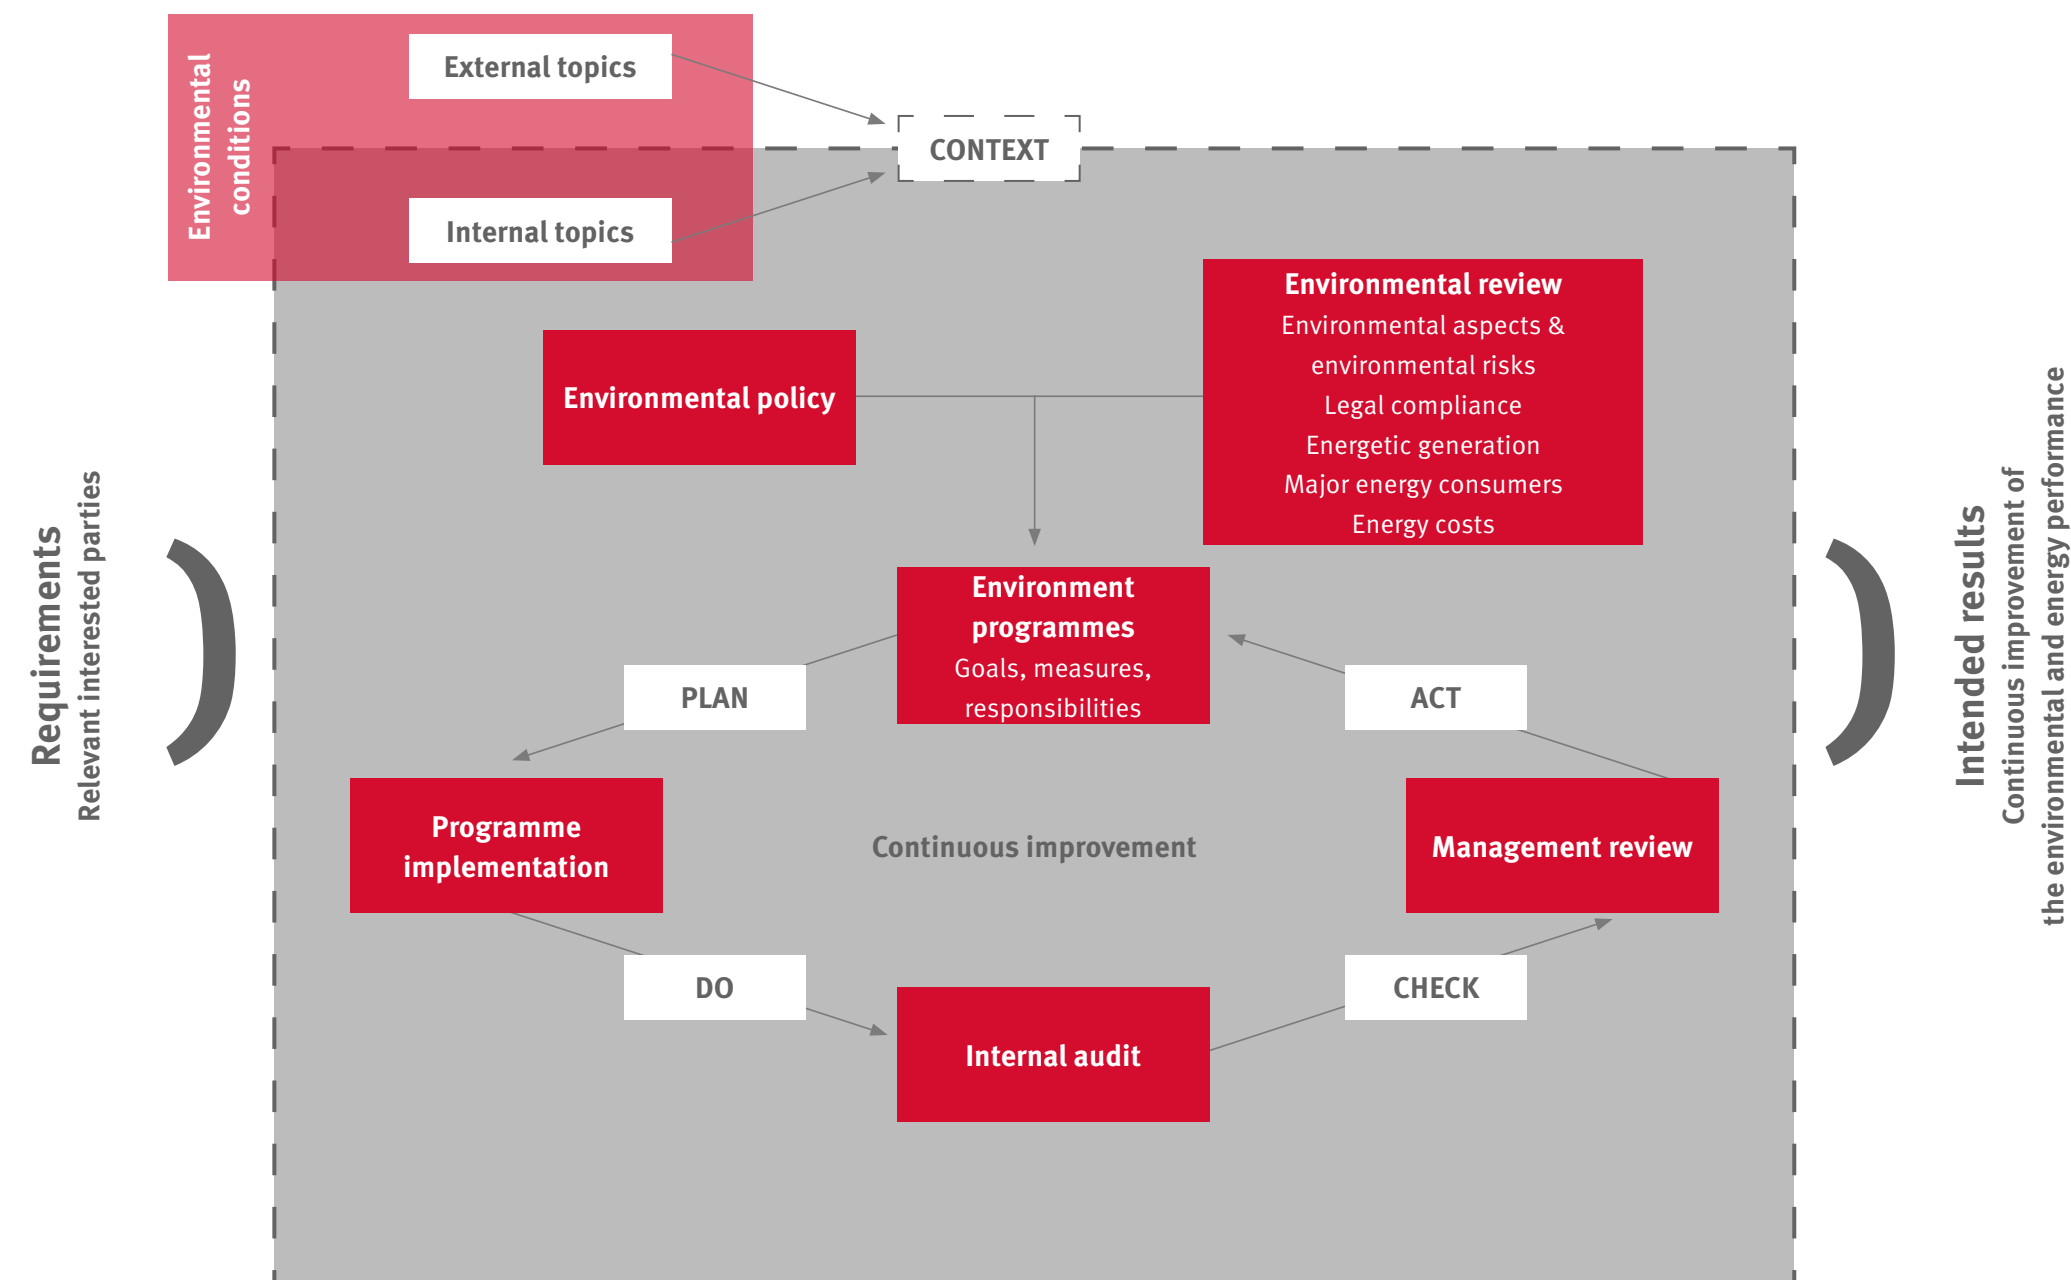 Environmental
conditions
External topics
CONTEXT
Internal topics
Environmental review
Environmental aspects &
environmental risks
Legal compliance
Energetic generation
Major energy consumers
Energy costs
Environmental policy
Requirements
Relevant interested parties
Environment
programmes
Goals, measures,
responsibilities
PLAN
ACT
Programme
implementation
Continuous improvement
Management review
DO
CHECK
Internal audit
Intended results
Continuous improvement of
the environmental and energy performance